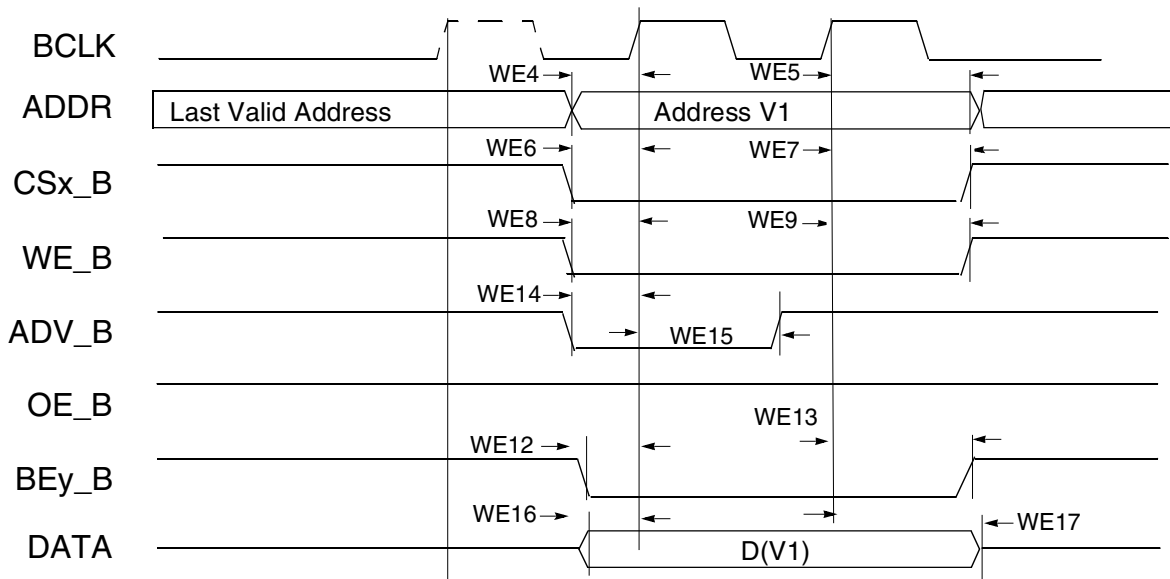 BCLK
WE4
WE5
ADDR
Last Valid Address
Address V1
WE6
WE7
CSx_B
WE8
WE9
WE_B
WE14
ADV_B
WE15
OE_B
WE13
WE12
BEy_B
WE16
WE17
DATA
D(V1)